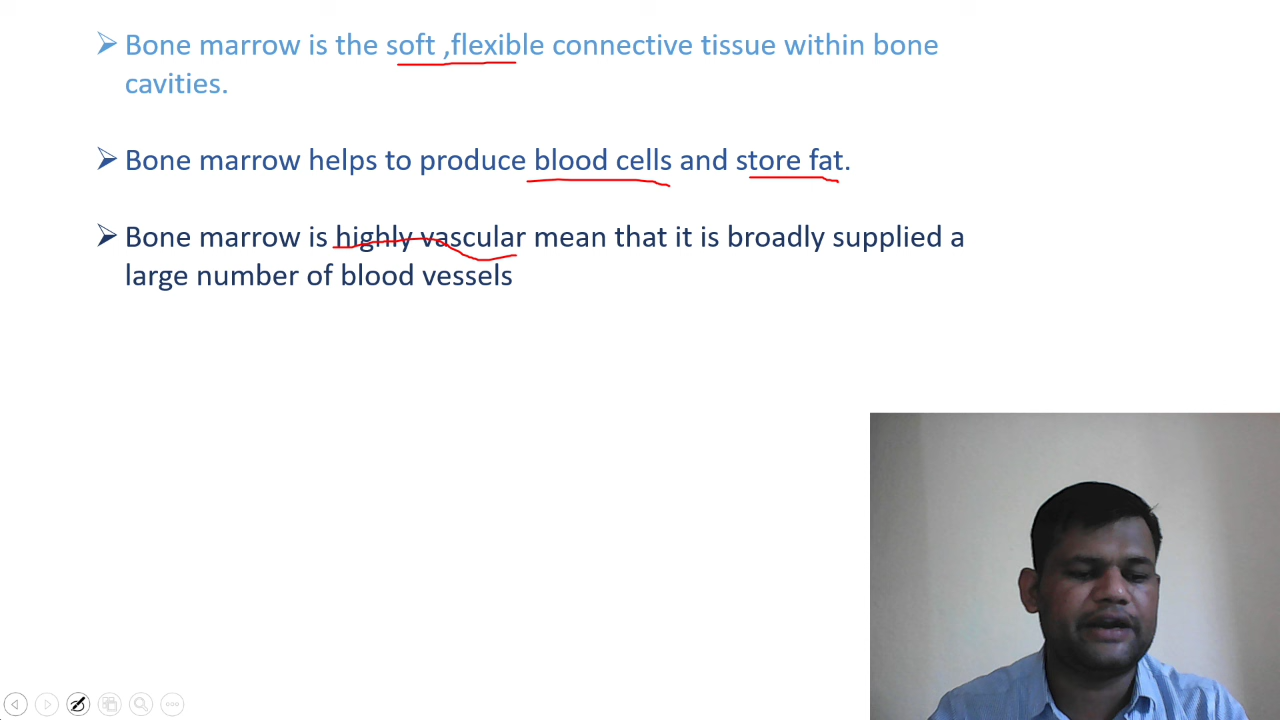 Bone marrow is the soft ,flexible connective tissue within bone
cavities.
Bone marrow helps to produce blood cells and store fat.
Bone marrow is highly vascular mean that it is broadly supplied a
large number of blood vessels